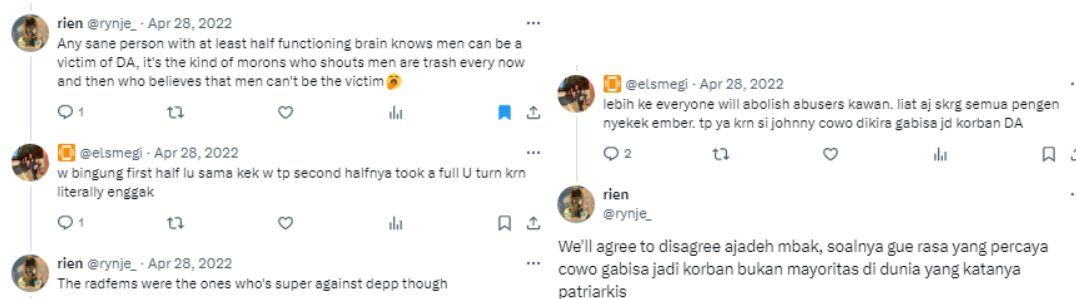 rien @rynje_ · Apr 28, 2022
Any sane person with at least half functioning brain knows men can be a
victim of DA, it's the kind of morons who shouts men are trash every now
and then who believes that men can't be the victim🥱
1
@elsmegi · Apr 28, 2022
w bingung first half lu sama kek w tp second halfnya took a full U turn krn
literally enggak
1
rien @rynje_ · Apr 28, 2022
The radfems were the ones who's super against depp though
@elsmegi · Apr 28, 2022
lebih ke everyone will abolish abusers kawan. liat aj skrg semua pengen
nyekek ember. tp ya krn si johnny cowo dikira gabisa jd korban DA
2
rien
@rynje_
We'll agree to disagree ajadeh mbak, soalnya gue rasa yang percaya
cowo gabisa jadi korban bukan mayoritas di dunia yang katanya
patriarkis